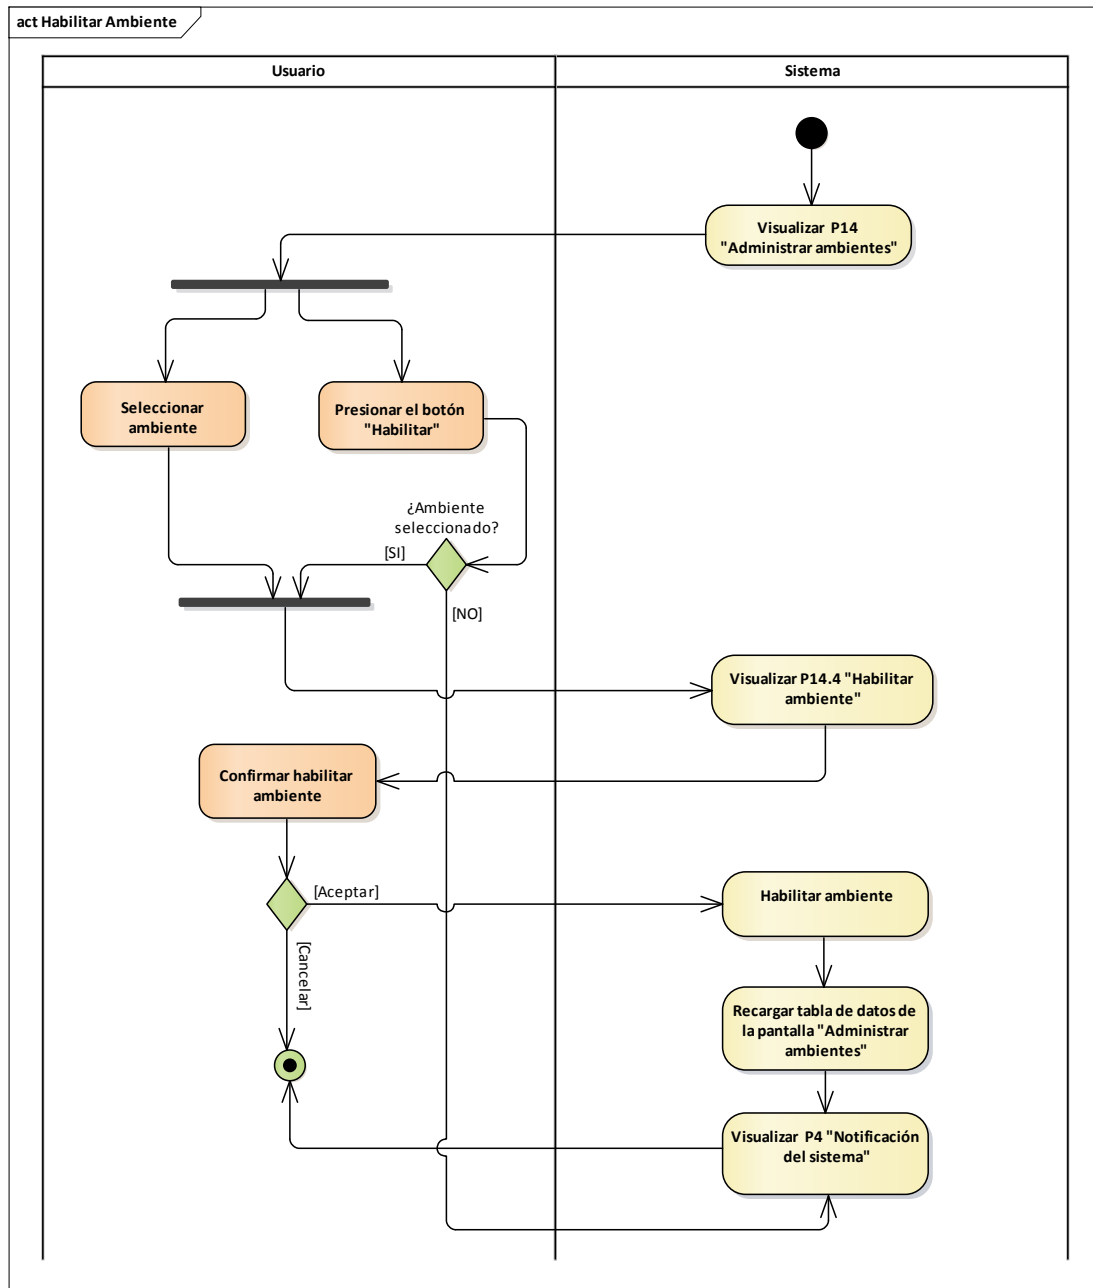 act Habilitar Ambiente
Usuario
Sistema
Visualizar P14
"Administrar ambientes"
Seleccionar
ambiente
Presionar el botón
"Habilitar"
¿Ambiente
seleccionado?
[SI]
[NO]
Visualizar P14.4 "Habilitar
ambiente"
Confirmar habilitar
ambiente
[Aceptar]
[Cancelar]
Habilitar ambiente
Recargar tabla de datos de
la pantalla "Administrar
ambientes"
Visualizar P4 "Notificación
del sistema"